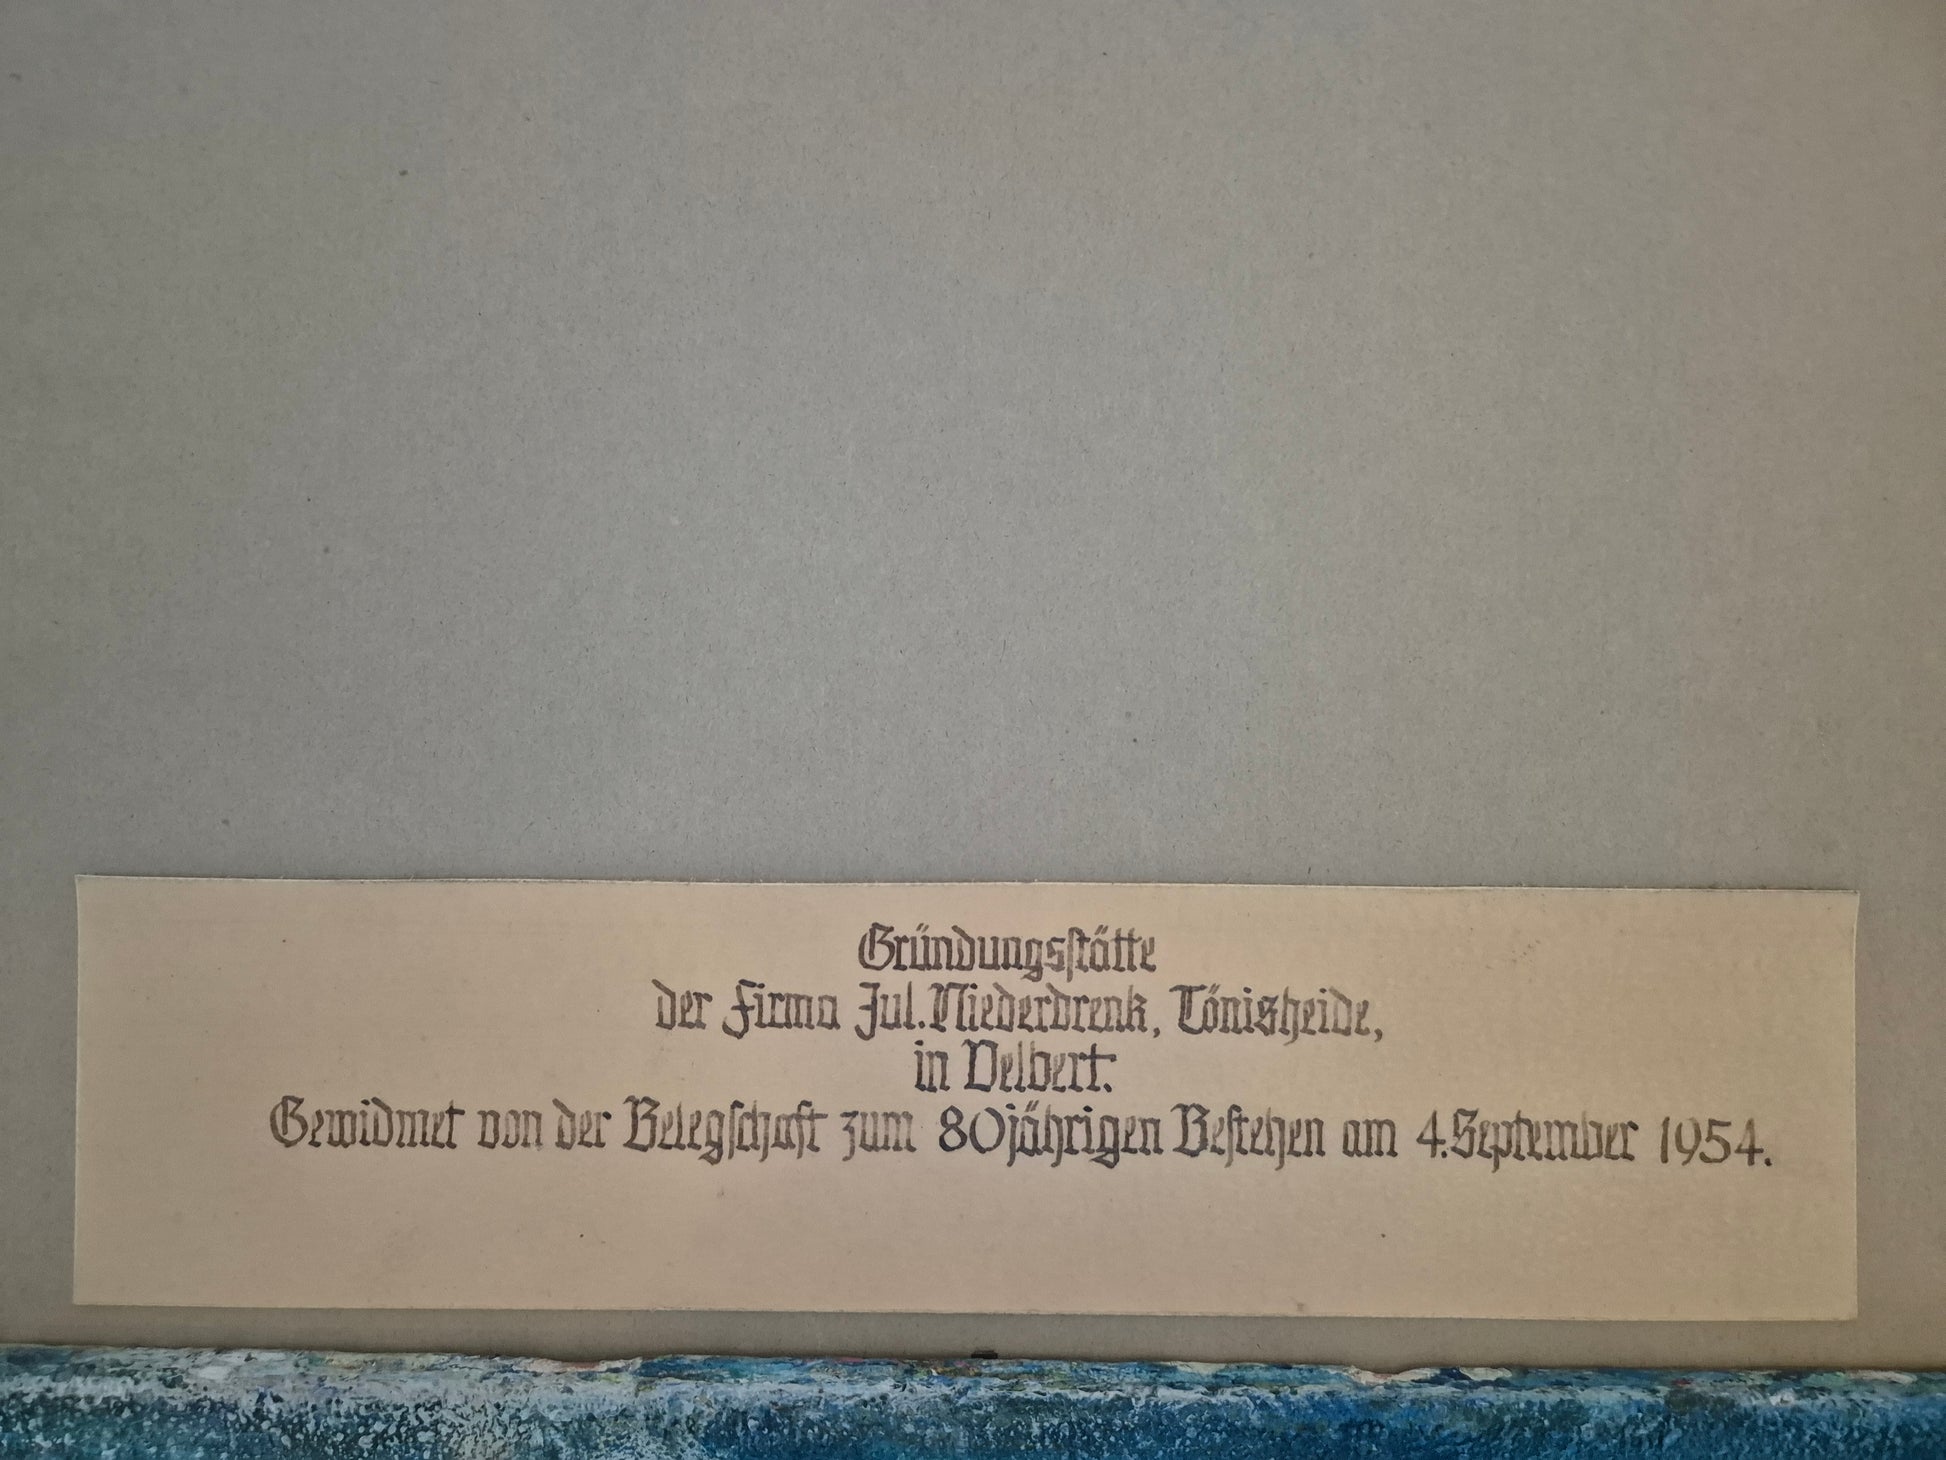 Gründungsstätte
der Firma Jul. Niederdrenk, Tönisheide,
in Velbert.
Gewidmet von der Belegschaft zum 80jährigen Bestehen am 4. September 1954.